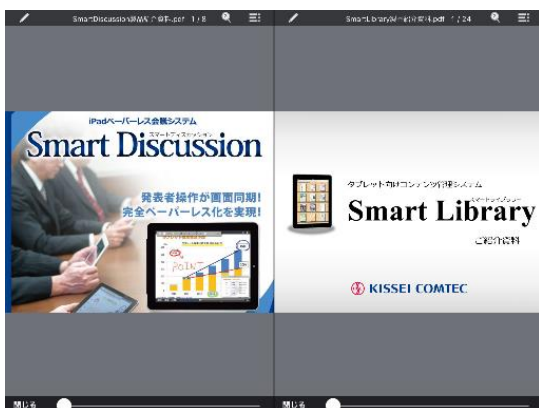 SmartDiscussion製品紹介資料.pdf 1 / 8
iPadペーパーレス会議システム
スマートディスカッション
Smart Discussion
発表者操作が画面同期!
完全ペーパーレス化を実現!
POINT
閉じる
SmartLibrary製品紹介資料.pdf 1 / 24
タブレット向けコンテンツ管理システム
スマートライブラリー
Smart Library
ご紹介資料
KISSEI COMTEC
閉じる